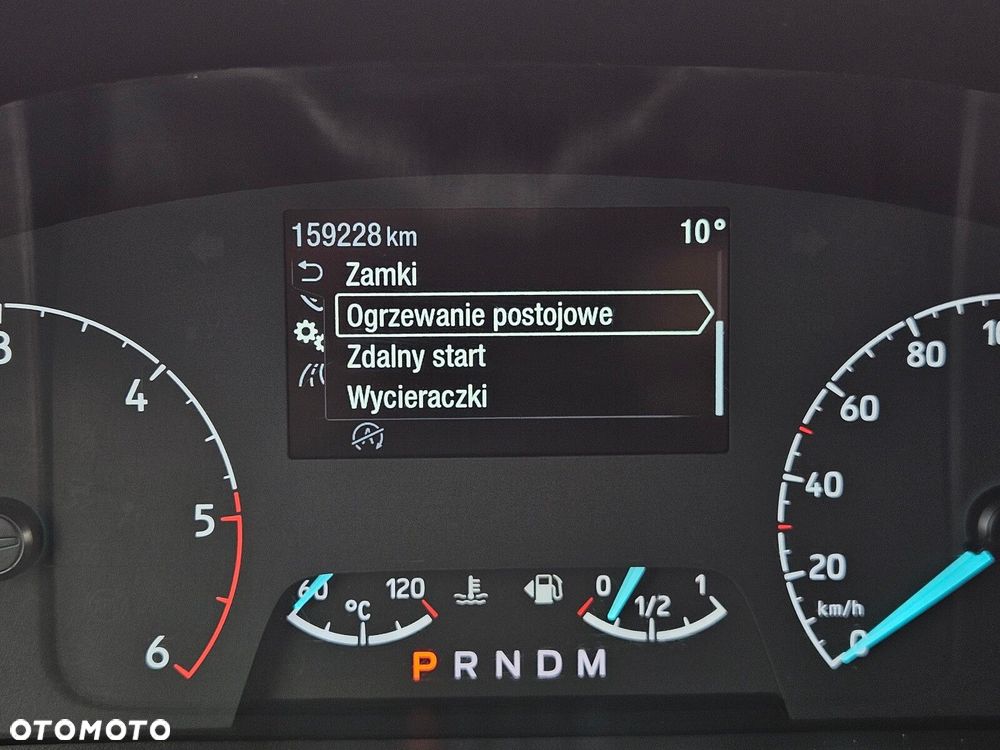 159228 km 10°
Zamki
Ogrzewanie postojowe
Zdalny start
Wycieraczki
A
3
4
5
6
80
60
40
20
km/h
0
60 120
°C
0 1/2 1
P R N D M
OTOMOTO